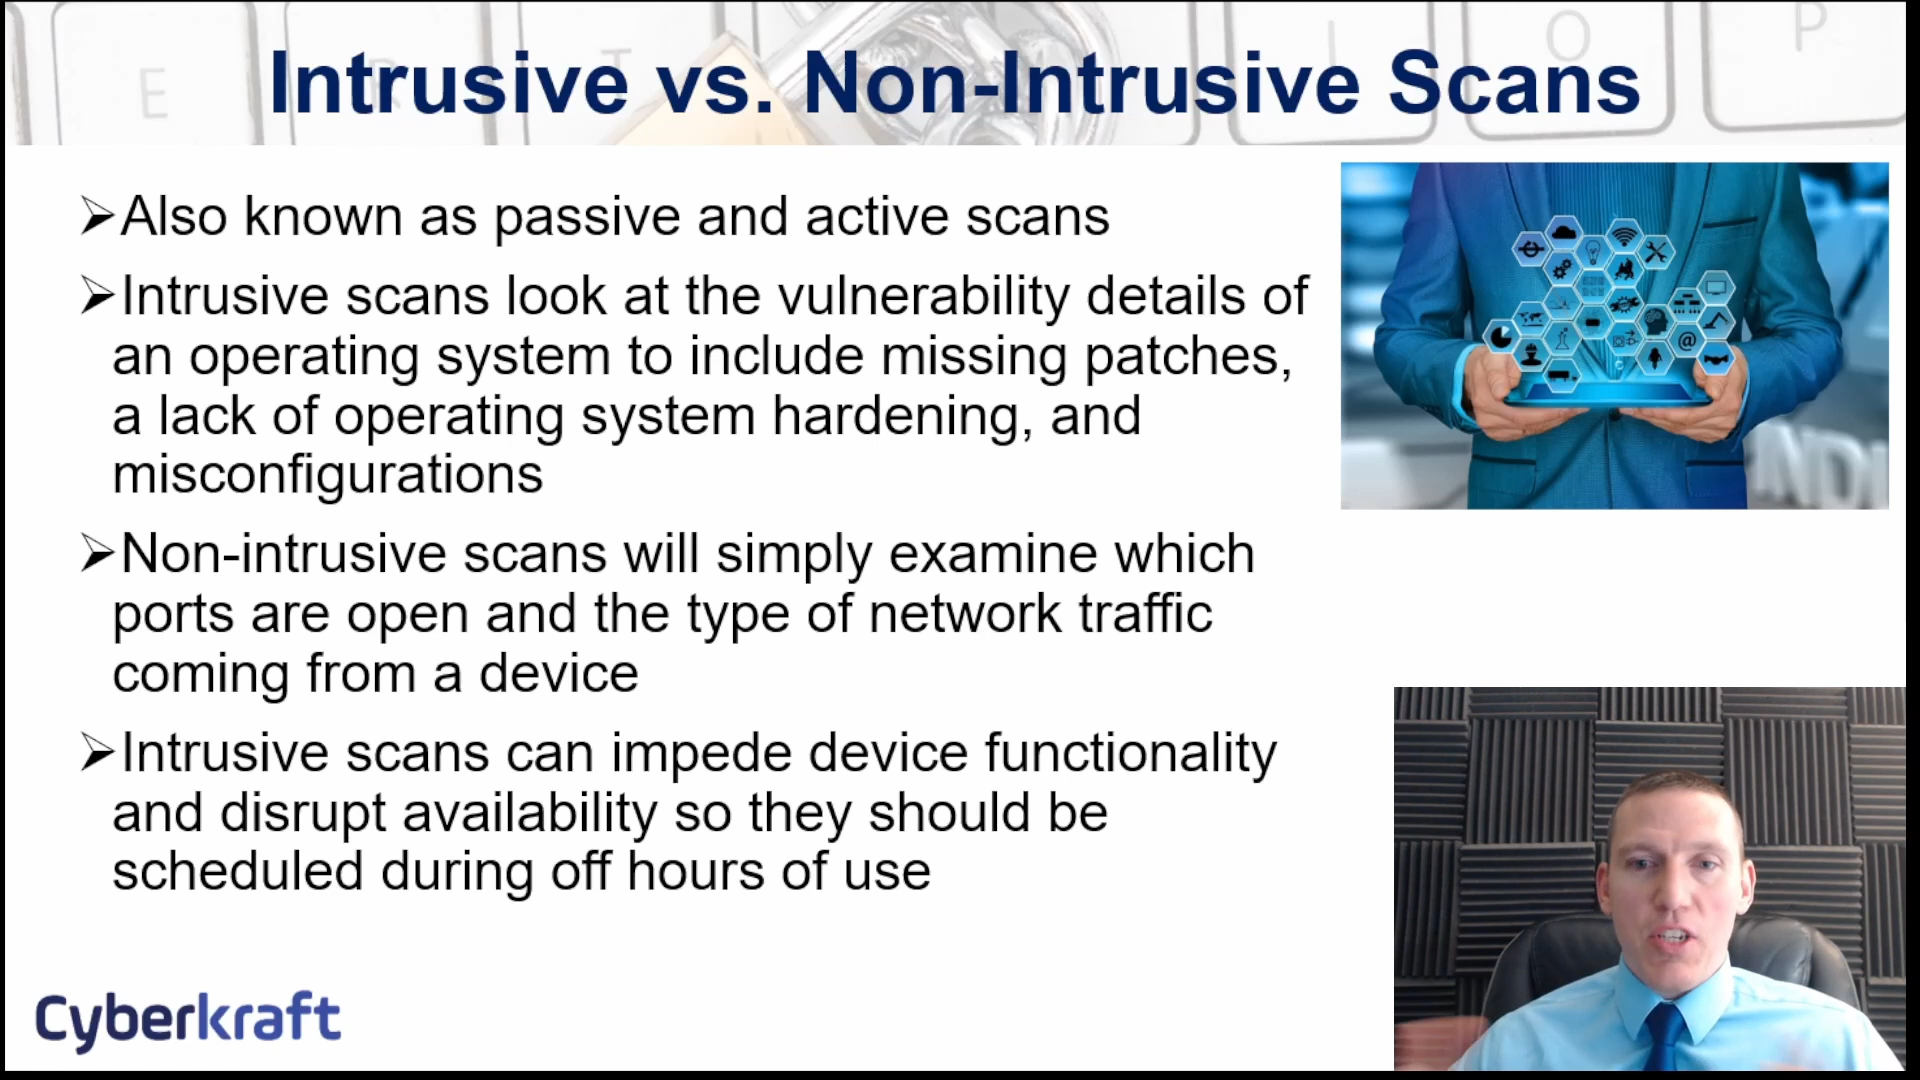 Intrusive vs. Non-Intrusive Scans
E R T I O P
➢Also known as passive and active scans
➢Intrusive scans look at the vulnerability details of
an operating system to include missing patches,
a lack of operating system hardening, and
misconfigurations
➢Non-intrusive scans will simply examine which
ports are open and the type of network traffic
coming from a device
➢Intrusive scans can impede device functionality
and disrupt availability so they should be
scheduled during off hours of use
@
Cyberkraft